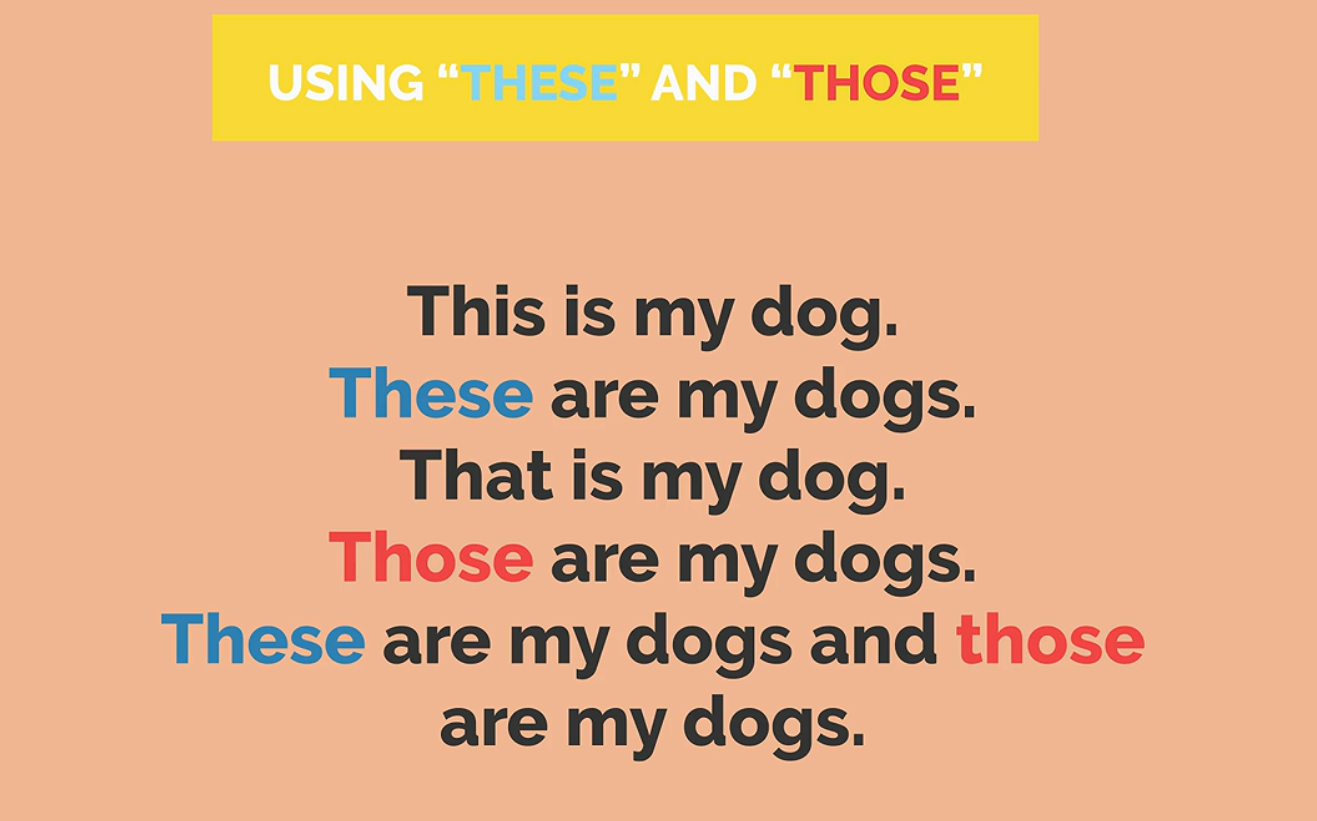 USING “THESE” AND “THOSE”
This is my dog.
These are my dogs.
That is my dog.
Those are my dogs.
These are my dogs and those
are my dogs.